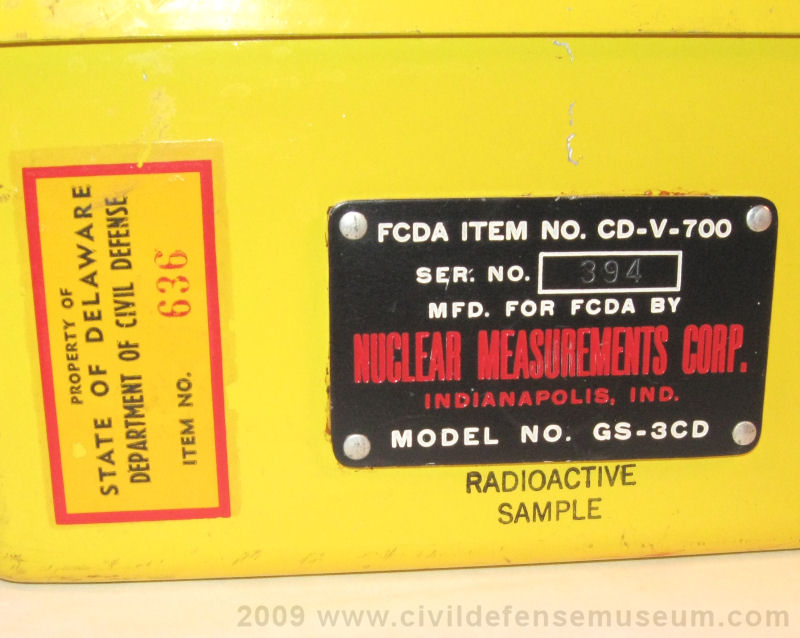 PROPERTY OF
STATE OF DELAWARE
DEPARTMENT OF CIVIL DEFENSE
ITEM NO. 636
FCDA ITEM NO. CD-V-700
SER. NO. 394
MFD. FOR FCDA BY
NUCLEAR MEASUREMENTS CORP.
INDIANAPOLIS, IND.
MODEL NO. GS-3CD
RADIOACTIVE
SAMPLE
2009 www.civildefensemuseum.com